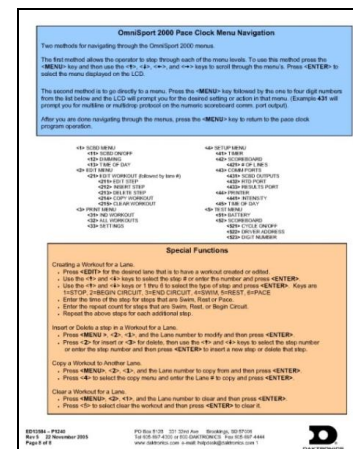 OmniSport 2000 Pace Clock Menu Navigation
Two methods for navigating through the OmniSport 2000 menus.
The first method allows the operator to step through each of the menu items. To use this method press the
<MENU> key and then use the <↑>, <↓>, <←>, and <→> keys to scroll through the menu's. Press <ENTER> to
select the menu displayed on the LCD.
The second method is to go directly to a menu. Press the <MENU> key followed by the one to four digit numbers
from the list below and the LCD will prompt you for the desired setting or action in that menu. (Example 431 will
prompt you for multiline or multidrop protocol on the numeric scoreboard comm. port output).
After you are done navigating through the menus, press the <MENU> key to return to the pace clock
program operation.
<1> SCBD MENU
<11> SCBD ON/OFF
<12> DIMMING
<13> TIME OF DAY
<2> EDIT MENU
<21> EDIT WORKOUT (followed by lane #)
<211> EDIT STEP
<212> INSERT STEP
<213> DELETE STEP
<214> COPY WORKOUT
<215> CLEAR WORKOUT
<3> PRINT MENU
<31> IND WORKOUT
<32> ALL WORKOUTS
<33> SETTINGS
<4> SETUP MENU
<41> TIMER
<42> SCOREBOARD
<421> # OF LINES
<43> COMM PORTS
<431> SCBD OUTPUTS
<432> RTD PORT
<433> RESULTS PORT
<44> PRINTER
<441> INTENSITY
<45> TIME OF DAY
<5> TEST MENU
<51> BATTERY
<52> SCOREBOARD
<521> CYCLE ON/OFF
<522> DRIVER ADDRESS
<523> DIGIT NUMBER
Special Functions
Creating a Workout for a Lane.
• Press <EDIT> for the desired lane that is to have a workout created or edited.
• Use the <↑> and <↓> keys to select the step # or enter the number and press <ENTER>.
• Use the <↑> and <↓> keys or 1 thru 6 to select the type of step and press <ENTER>. Keys are
1=STOP, 2=BEGIN CIRCUIT, 3=END CIRCUIT, 4=SWIM, 5=REST, 6=PACE
• Enter the time of the step for steps that are Swim, Rest or Pace.
• Enter the repeat count for steps that are Swim, Rest, or Begin Circuit.
• Repeat the above steps for each additional step.
Insert or Delete a step in a Workout for a Lane.
• Press <MENU>, <2>, <1>, and the Lane number to modify and then press <ENTER>.
• Press <2> for insert or <3> for delete, then use the <↑> and <↓> keys to select the step number
or enter the step number and then press <ENTER> to insert a new step or delete that step.
Copy a Workout to Another Lane.
• Press <MENU>, <2>, <1>, and the Lane number to copy from and then press <ENTER>.
• Press <4> to select the copy menu and enter the Lane # to copy and press <ENTER>.
Clear a Workout for a Lane.
• Press <MENU>, <2>, <1>, and the Lane number to clear and then press <ENTER>.
• Press <5> to select clear the workout and then press <ENTER> to clear it.
ED12584 – P1240
Rev 5 22 November 2005
PO Box 5128 331 32nd Ave Brookings, SD 57006
www.daktronics.com e-mail: helpdesk@daktronics.com
DAKTRONICS